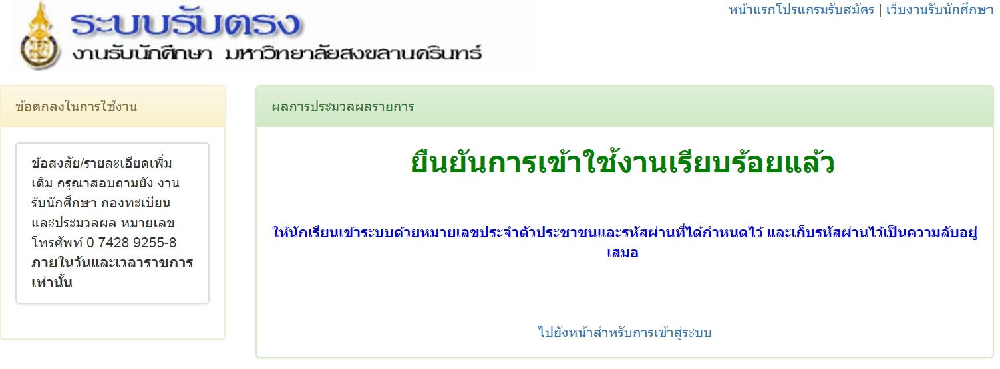 ระบบรับตรง
งานรับนักศึกษา มหาวิทยาลัยสงขลานครินทร์
หน้าแรกโปรแกรมรับสมัคร | เว็บงานรับนักศึกษา
ข้อตกลงในการใช้งาน
ข้อสงสัย/รายละเอียดเพิ่ม
เติม กรุณาสอบถามยัง งาน
รับนักศึกษา กองทะเบียน
และประมวลผล หมายเลข
โทรศัพท์ 0 7428 9255-8
ภายในวันและเวลาราชการ
เท่านั้น
ผลการประมวลผลรายการ
ยืนยันการเข้าใช้งานเรียบร้อยแล้ว
ให้นักเรียนเข้าระบบด้วยหมายเลขประจำตัวประชาชนและรหัสผ่านที่ได้กำหนดไว้ และเก็บรหัสผ่านไว้เป็นความลับอยู่
เสมอ
ไปยังหน้าสำหรับการเข้าสู่ระบบ